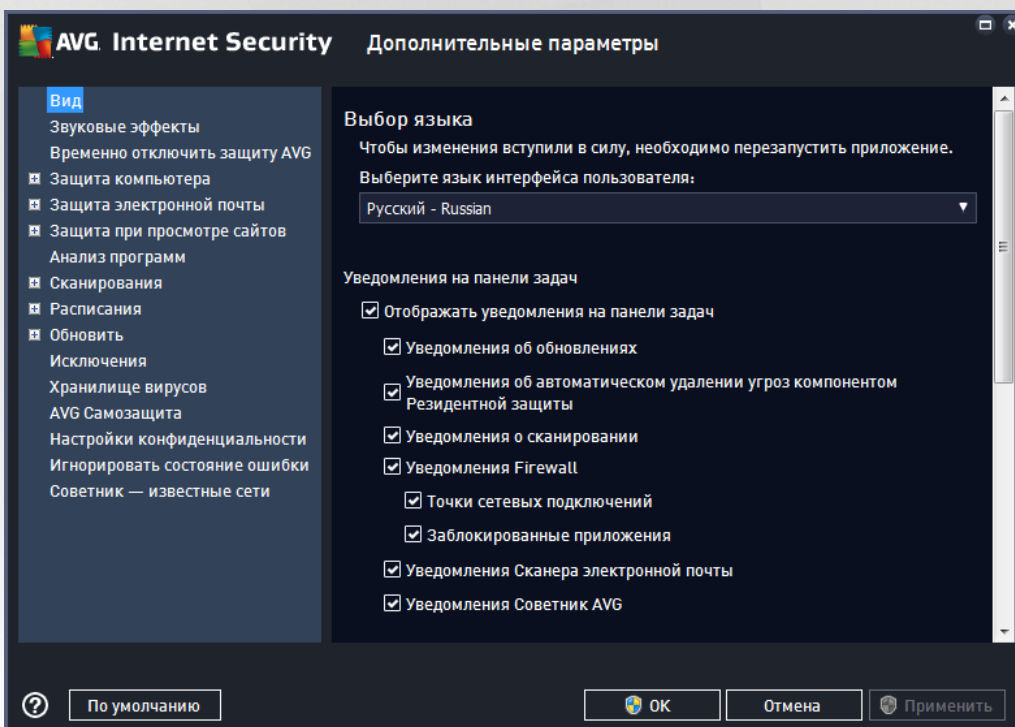 AVG. Internet Security
Дополнительные параметры
Вид
Звуковые эффекты
Временно отключить защиту AVG
Защита компьютера
Защита электронной почты
Защита при просмотре сайтов
Анализ программ
Сканирования
Расписания
Обновить
Исключения
Хранилище вирусов
AVG Самозащита
Настройки конфиденциальности
Игнорировать состояние ошибки
Советник — известные сети
Выбор языка
Чтобы изменения вступили в силу, необходимо перезапустить приложение.
Выберите язык интерфейса пользователя:
Русский - Russian
Уведомления на панели задач
Отображать уведомления на панели задач
Уведомления об обновлениях
Уведомления об автоматическом удалении угроз компонентом
Резидентной защиты
Уведомления о сканировании
Уведомления Firewall
Точки сетевых подключений
Заблокированные приложения
Уведомления Сканера электронной почты
Уведомления Советник AVG
По умолчанию
OK
Отмена
Применить